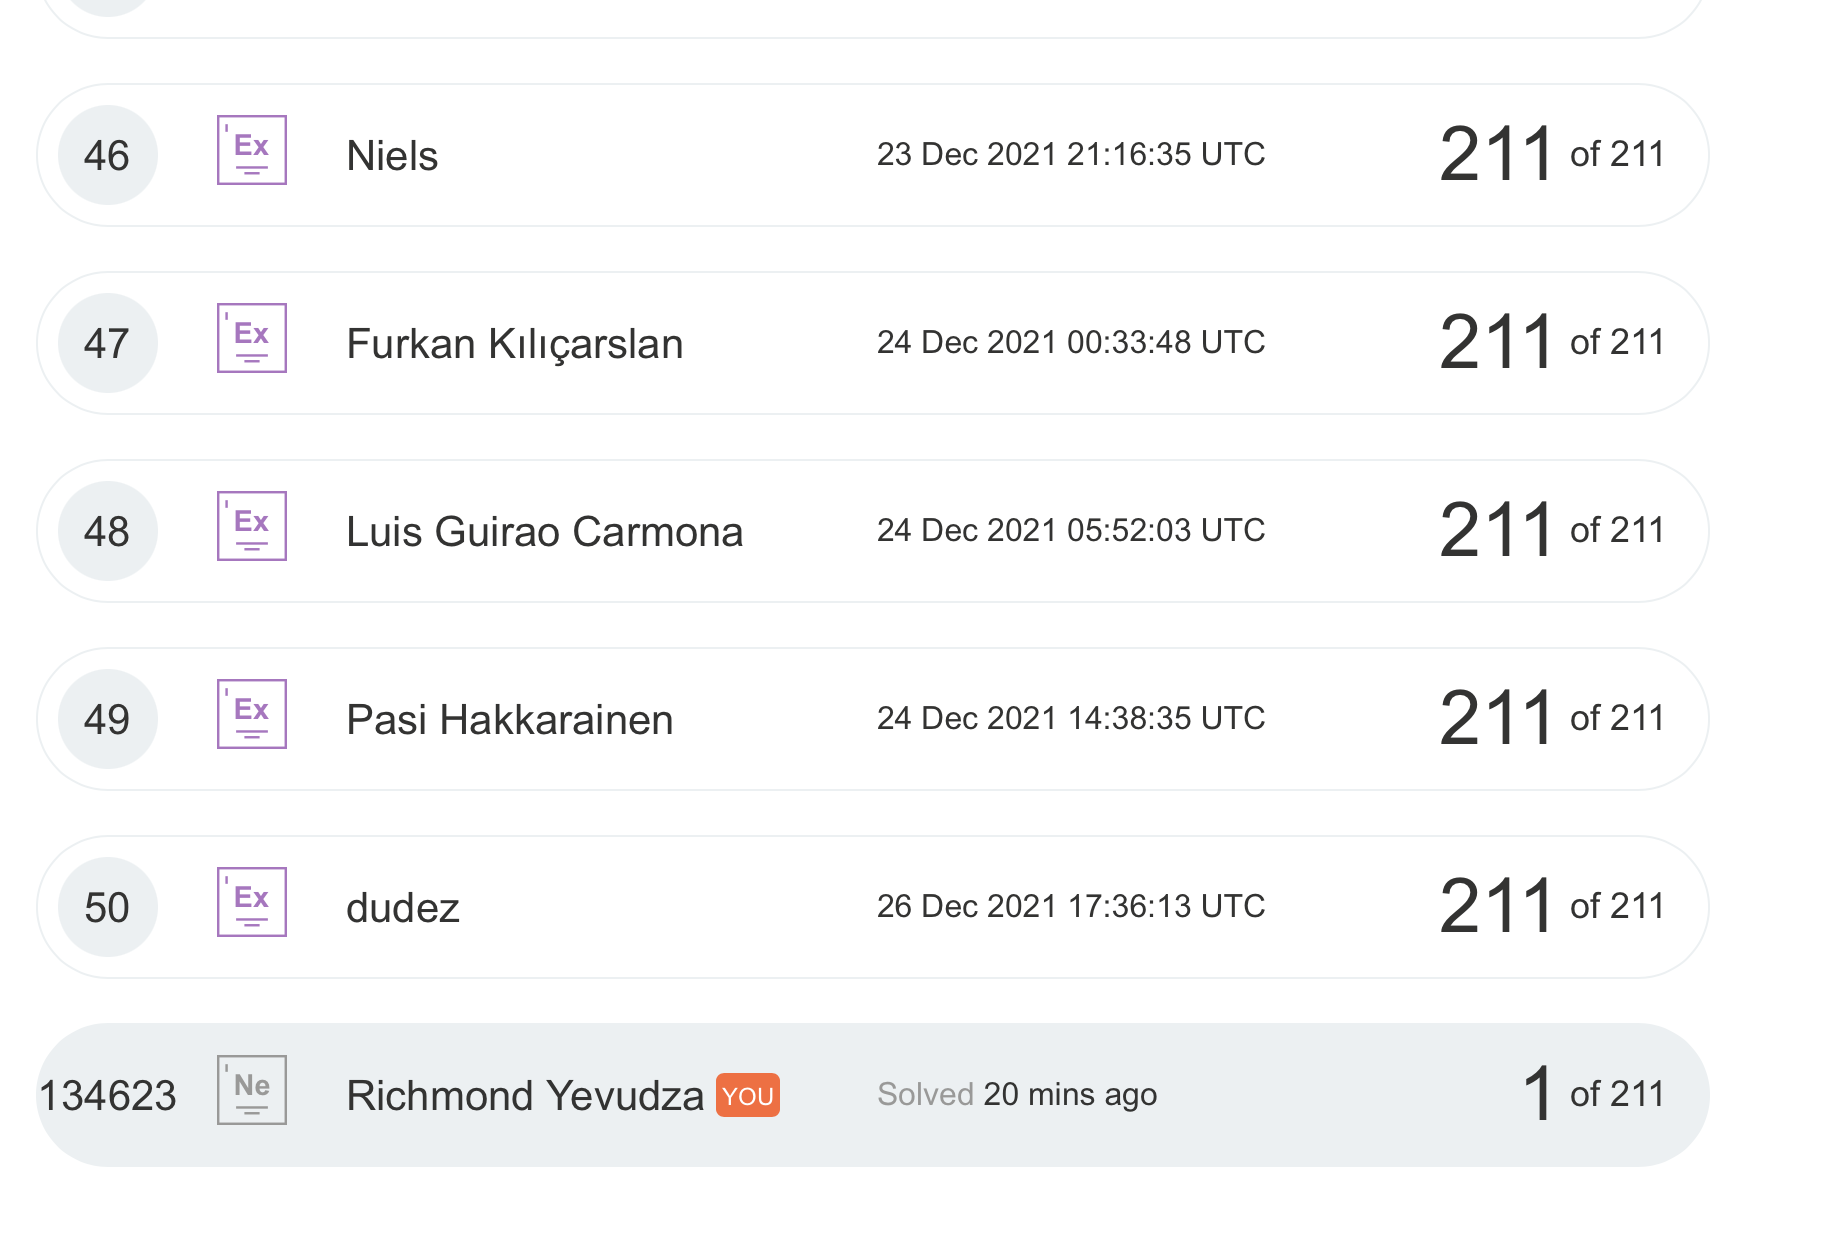 46 Ex Niels 23 Dec 2021 21:16:35 UTC 211 of 211
47 Ex Furkan Kılıçarslan 24 Dec 2021 00:33:48 UTC 211 of 211
48 Ex Luis Guirao Carmona 24 Dec 2021 05:52:03 UTC 211 of 211
49 Ex Pasi Hakkarainen 24 Dec 2021 14:38:35 UTC 211 of 211
50 Ex dudez 26 Dec 2021 17:36:13 UTC 211 of 211
134623 Ne Richmond Yevudza YOU Solved 20 mins ago 1 of 211